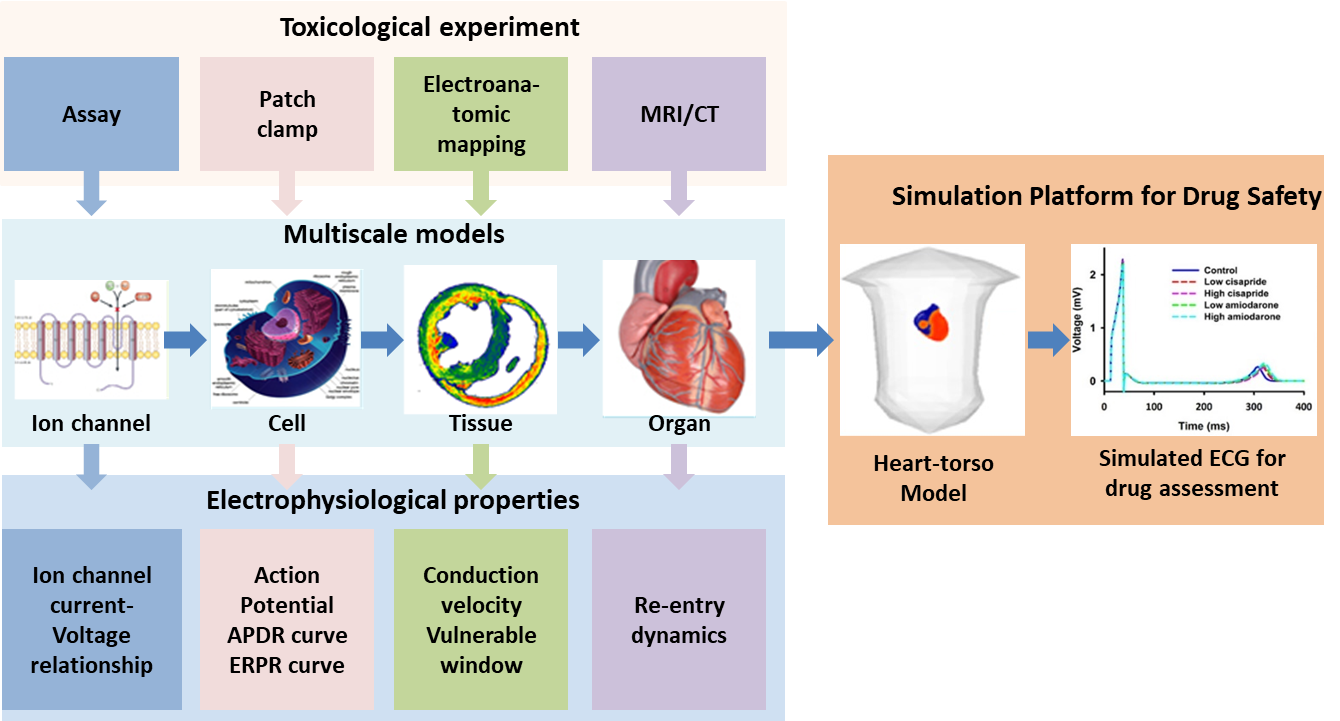 Toxicological experiment
Assay
Patch
clamp
Electroana-
tomic
mapping
MRI/CT
Multiscale models
Ion channel
Cell
Tissue
Organ
Electrophysiological properties
Ion channel
current-
Voltage
relationship
Action
Potential
APDR curve
ERPR curve
Conduction
velocity
Vulnerable
window
Re-entry
dynamics
Simulation Platform for Drug Safety
Heart-torso
Model
Voltage (mV)
2
1
0
Control
Low cisapride
High cisapride
Low amiodarone
High amiodarone
0
100
200
300
400
Time (ms)
Simulated ECG for
drug assessment